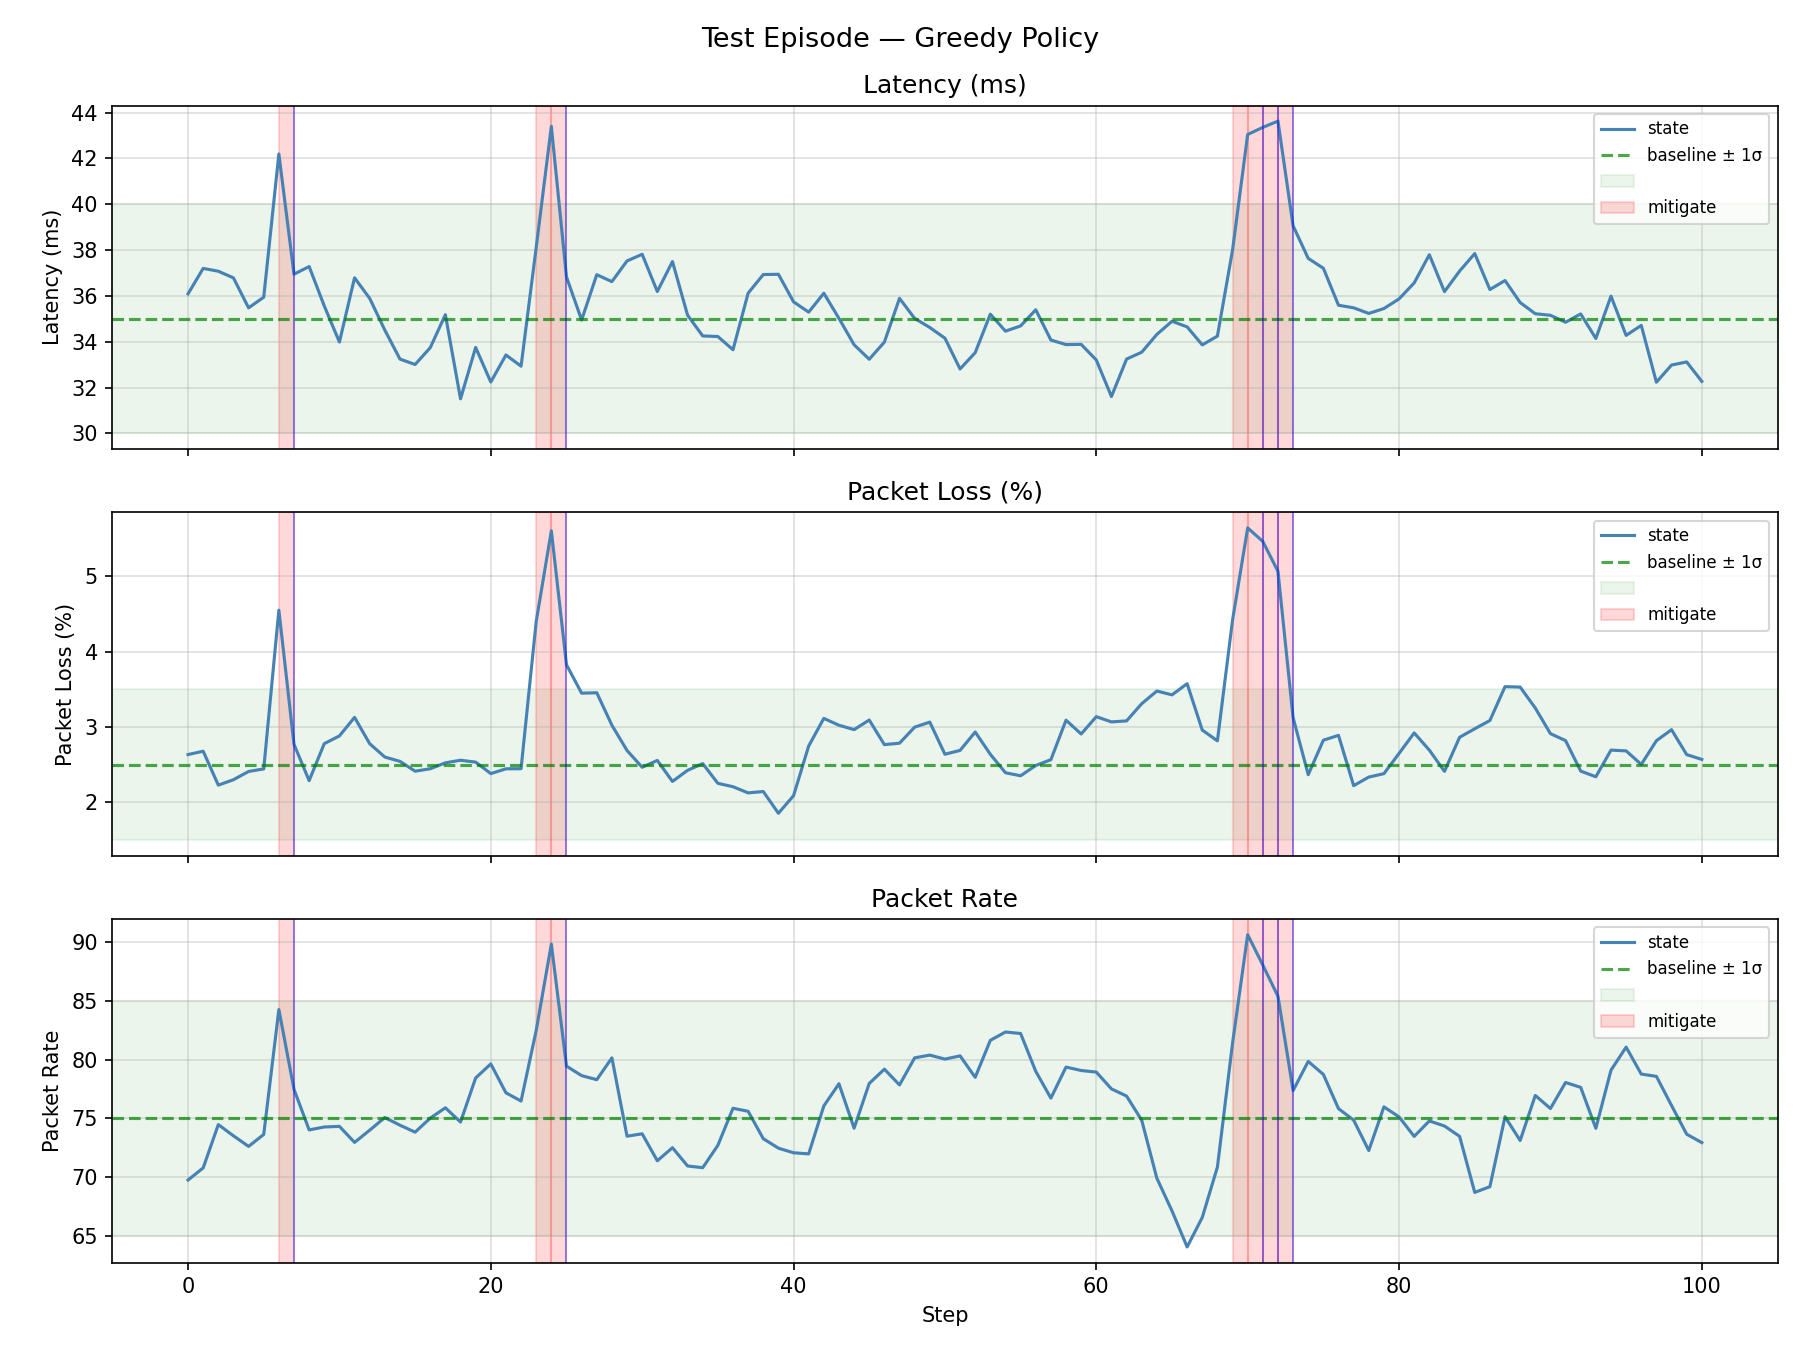 Test Episode — Greedy Policy
Latency (ms)
Latency (ms)
44
42
40
38
36
34
32
30
state
baseline ± 1σ
mitigate
Packet Loss (%)
Packet Loss (%)
5
4
3
2
state
baseline ± 1σ
mitigate
Packet Rate
Packet Rate
90
85
80
75
70
65
state
baseline ± 1σ
mitigate
0 20 40 60 80 100
Step